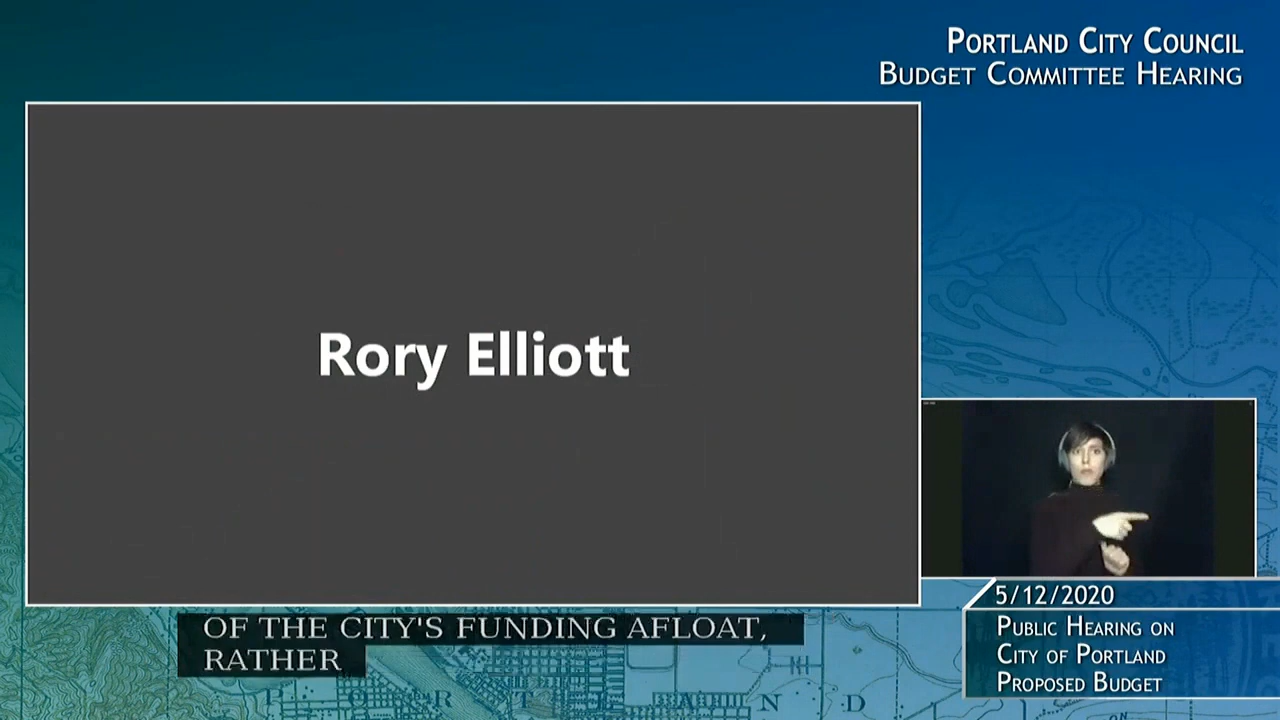 PORTLAND CITY COUNCIL
BUDGET COMMITTEE HEARING
Rory Elliott
5/12/2020
PUBLIC HEARING ON
CITY OF PORTLAND
PROPOSED BUDGET
OF THE CITY'S FUNDING AFLOAT,
RATHER
P O R T L A N D